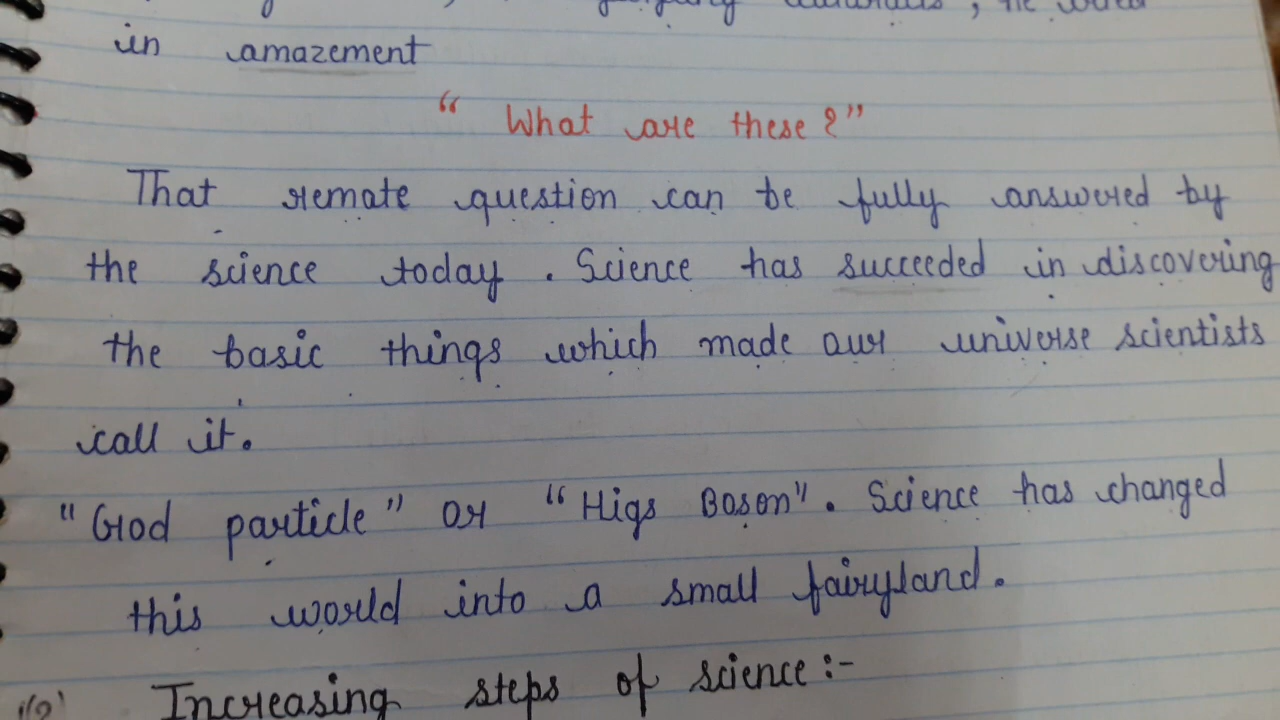 in amazement
“ What are these ? ”
That remate question can be fully answered by
the science today . Science has succeeded in discovering
the basic things which made our universe scientists
call it.
“ God particle ” or “ Higs Boson ” . Science has changed
this world into a small fairyland .
Increasing steps of science :-